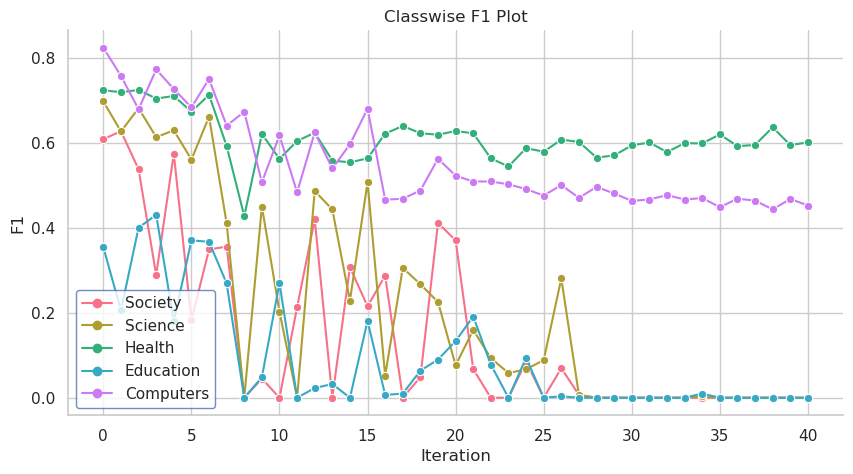 Classwise F1 Plot
F1
0.8
0.6
0.4
0.2
0.0
Society
Science
Health
Education
Computers
0 5 10 15 20 25 30 35 40
Iteration